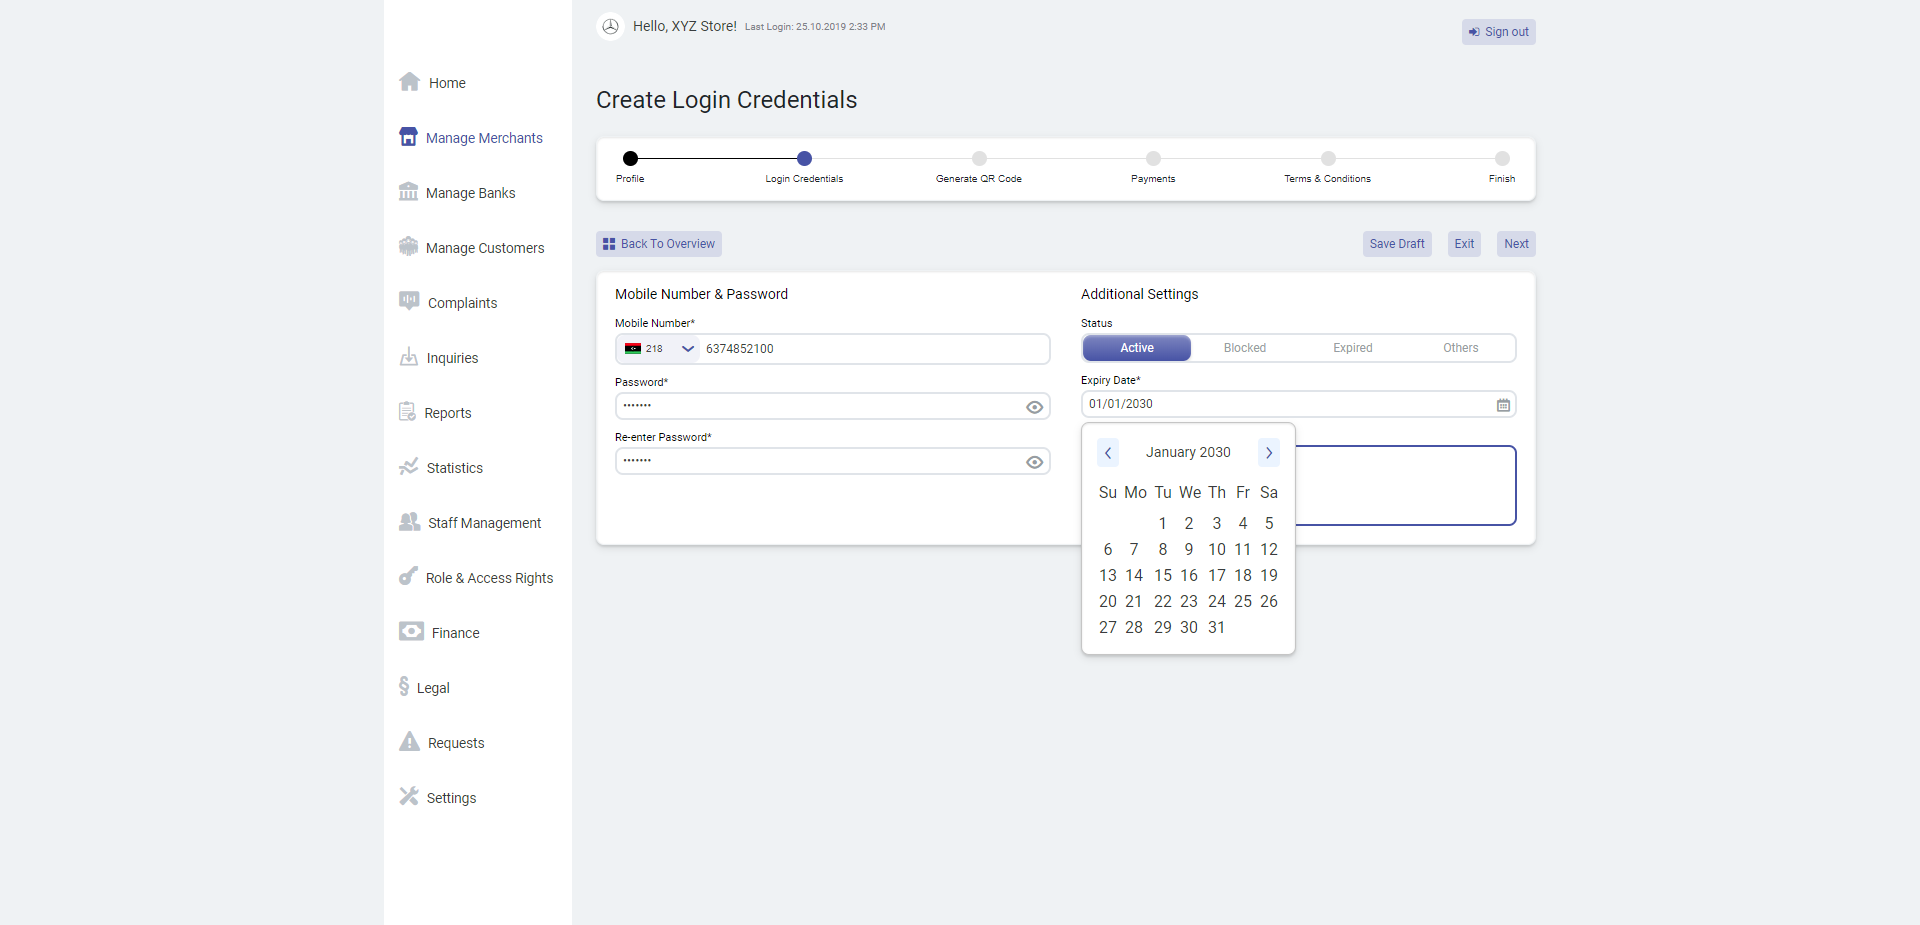 Hello, XYZ Store! Last Login: 25.10.2019 2:33 PM
Sign out
Home
Manage Merchants
Manage Banks
Manage Customers
Complaints
Inquiries
Reports
Statistics
Staff Management
Role & Access Rights
Finance
Legal
Requests
Settings
Create Login Credentials
Profile
Login Credentials
Generate QR Code
Payments
Terms & Conditions
Finish
Back To Overview
Save Draft
Exit
Next
Mobile Number & Password
Mobile Number*
218 6374852100
Password*
•••••••
Re-enter Password*
•••••••
Additional Settings
Status
Active Blocked Expired Others
Expiry Date*
01/01/2030
January 2030
Su Mo Tu We Th Fr Sa
1 2 3 4 5
6 7 8 9 10 11 12
13 14 15 16 17 18 19
20 21 22 23 24 25 26
27 28 29 30 31